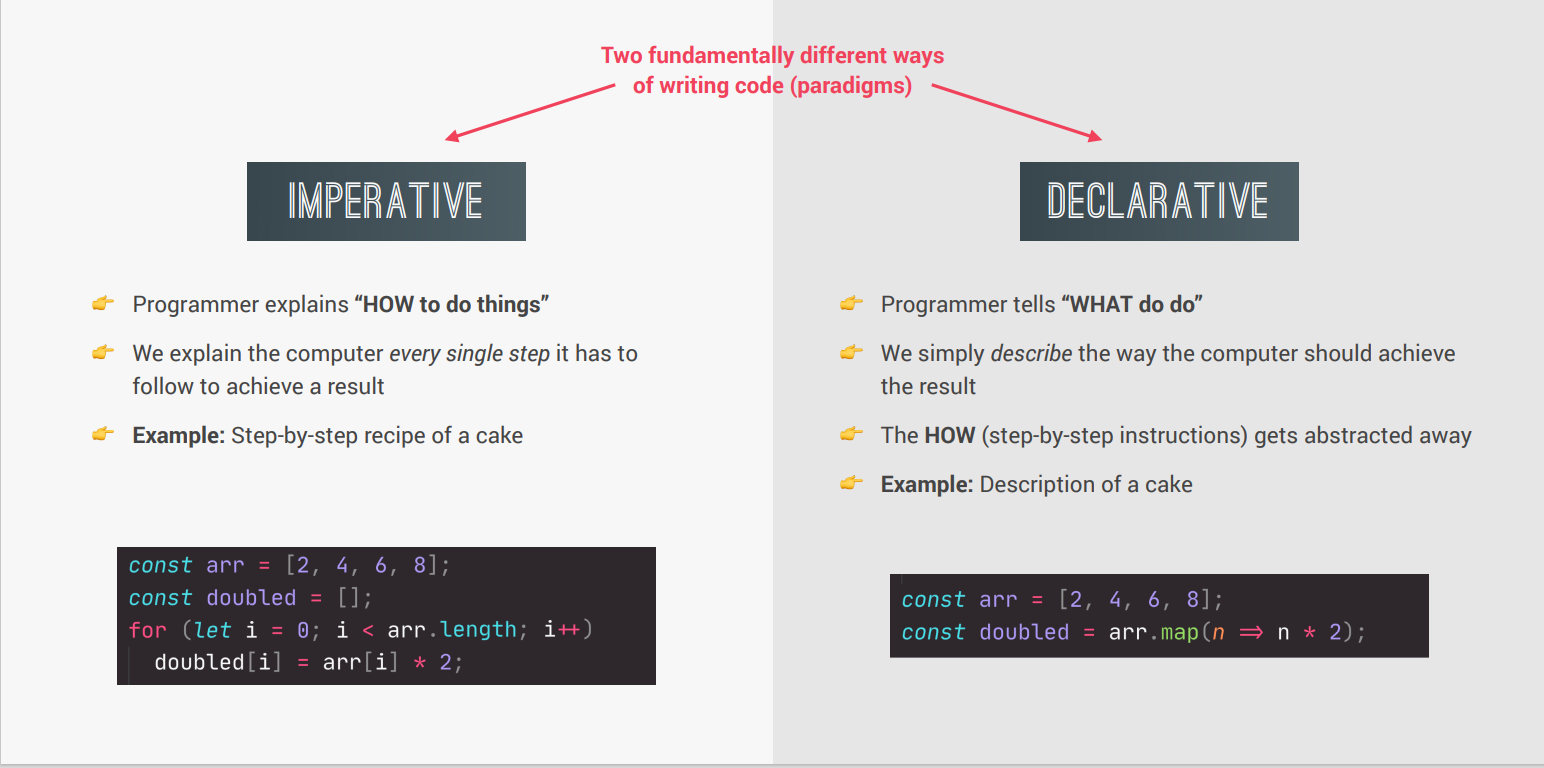 Two fundamentally different ways
of writing code (paradigms)
IMPERATIVE
👉 Programmer explains “HOW to do things”
👉 We explain the computer every single step it has to
follow to achieve a result
👉 Example: Step-by-step recipe of a cake
const arr = [2, 4, 6, 8];
const doubled = [];
for (let i = 0; i < arr.length; i++)
  doubled[i] = arr[i] * 2;
DECLARATIVE
👉 Programmer tells “WHAT do do”
👉 We simply describe the way the computer should achieve
the result
👉 The HOW (step-by-step instructions) gets abstracted away
👉 Example: Description of a cake
const arr = [2, 4, 6, 8];
const doubled = arr.map(n => n * 2);